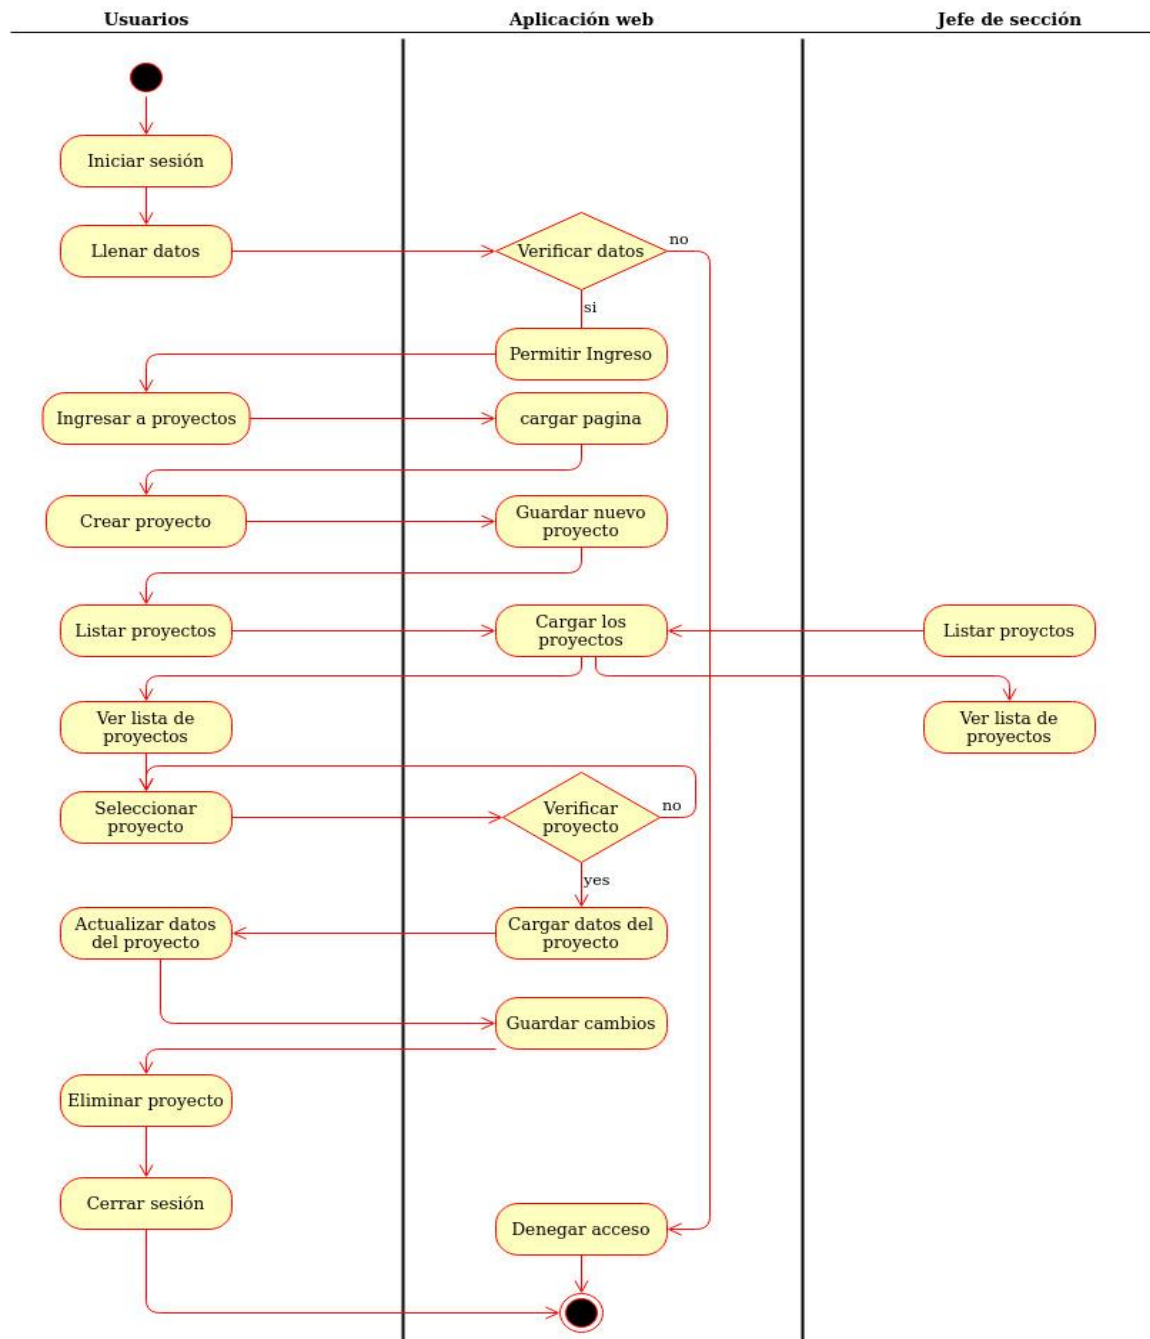 Usuarios
Aplicación web
Jefe de sección
Iniciar sesión
Llenar datos
Verificar datos
no
si
Permitir Ingreso
Ingresar a proyectos
cargar pagina
Crear proyecto
Guardar nuevo
proyecto
Listar proyectos
Cargar los
proyectos
Listar proyctos
Ver lista de
proyectos
Ver lista de
proyectos
Seleccionar
proyecto
Verificar
proyecto
no
yes
Actualizar datos
del proyecto
Cargar datos del
proyecto
Guardar cambios
Eliminar proyecto
Cerrar sesión
Denegar acceso